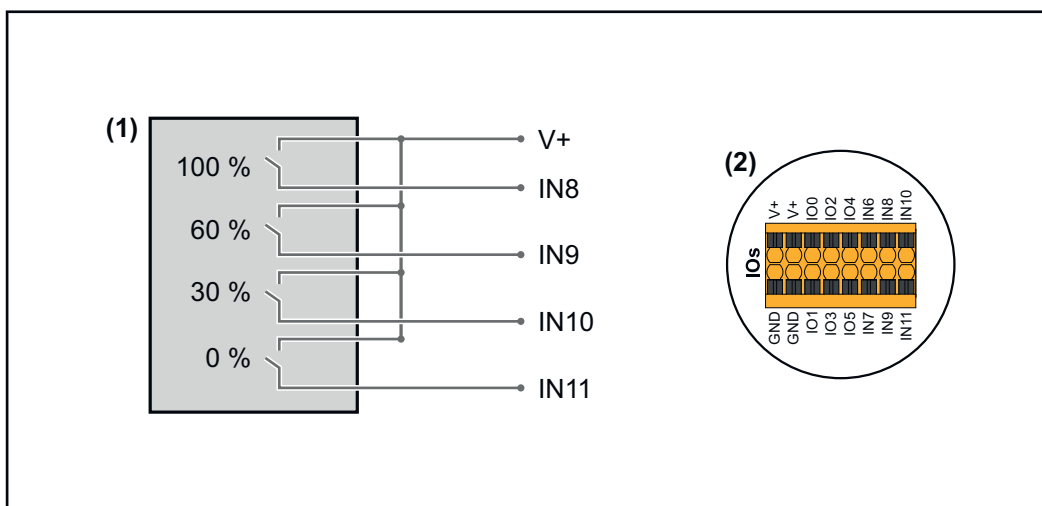 (1)
100 %
60 %
30 %
0 %
V+
IN8
IN9
IN10
IN11
(2)
V+ V+ IO0 IO2 IO4 IN6 IN8 IN10
IOs
GND GND IO1 IO3 IO5 IN7 IN9 IN11